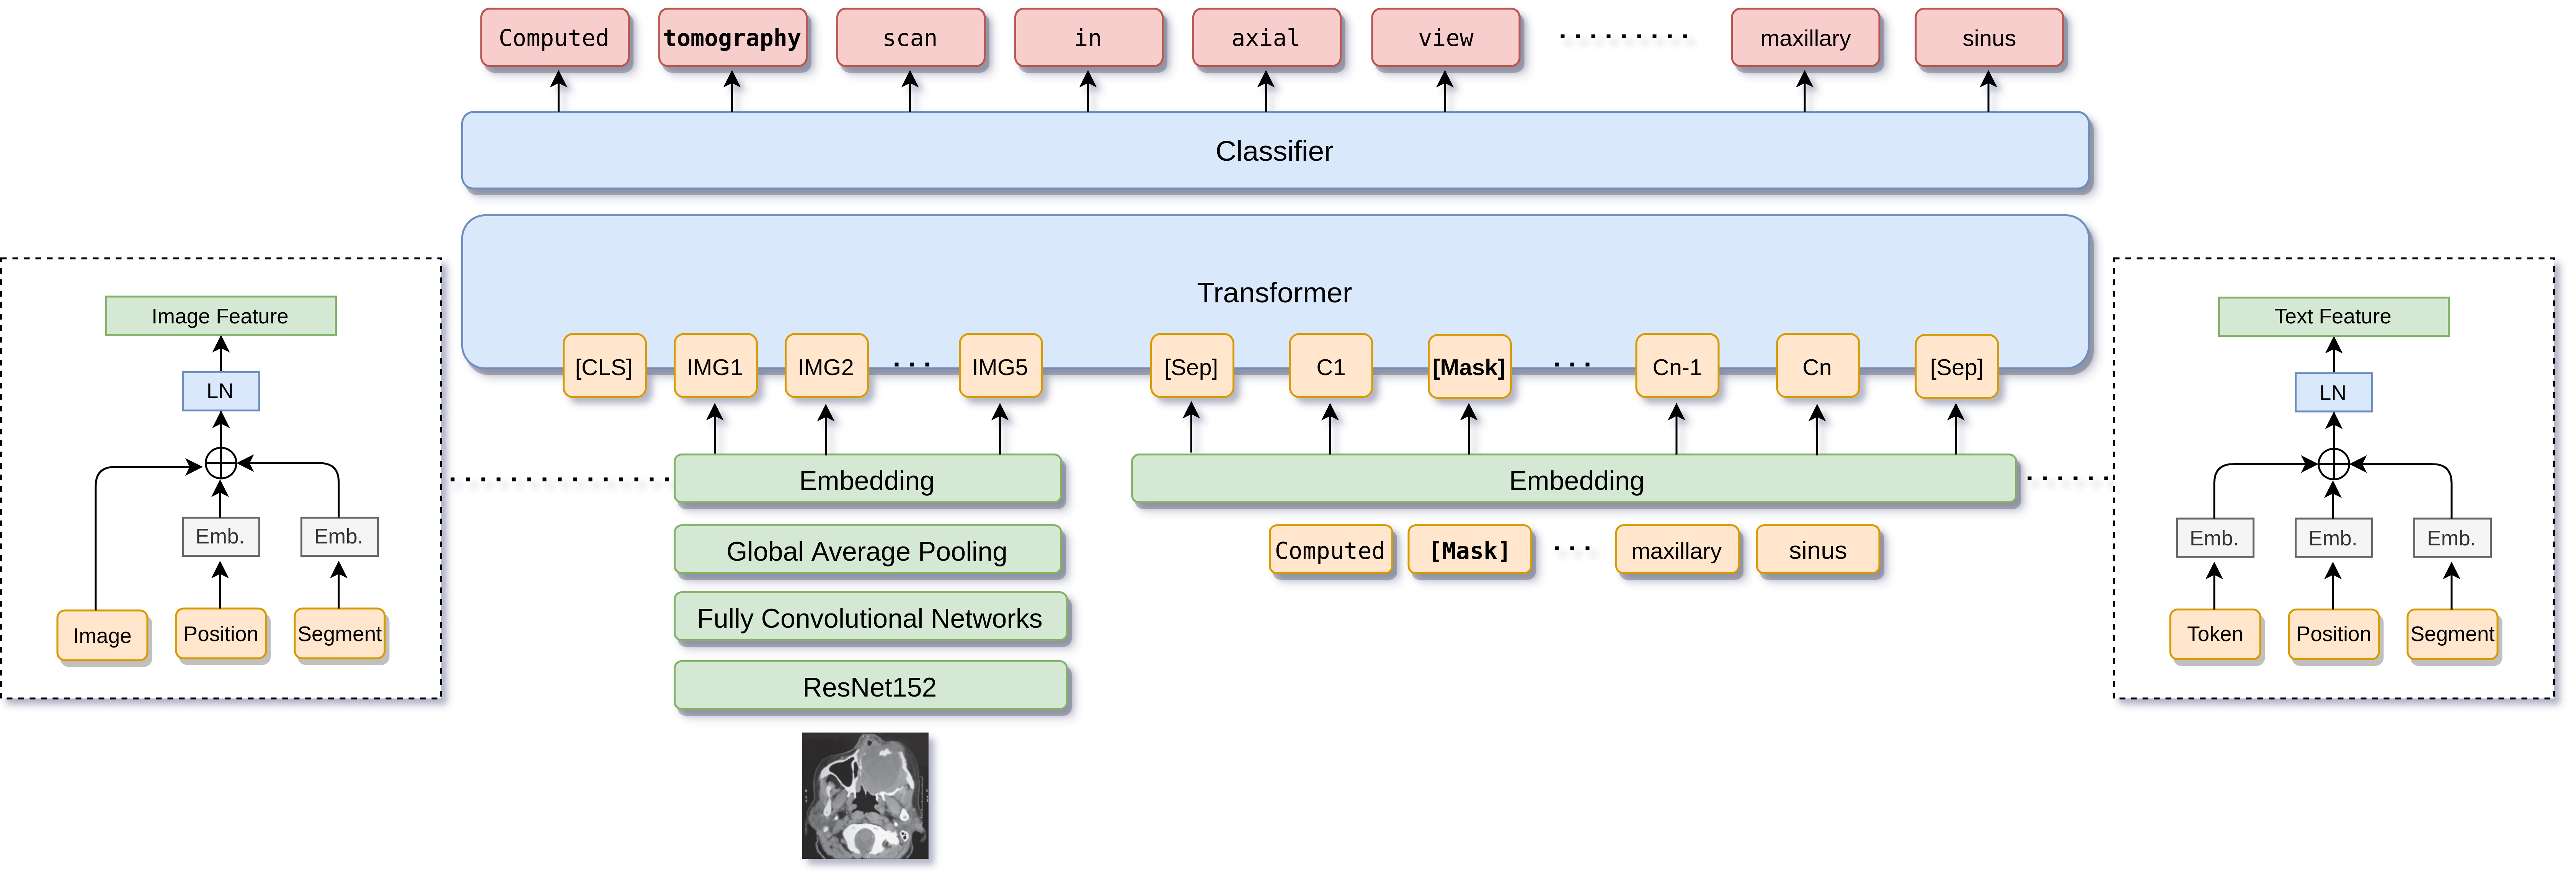 Computed tomography scan in axial view ......... maxillary sinus
Classifier
Transformer
[CLS] IMG1 IMG2 ... IMG5 [Sep] C1 [Mask] ... Cn-1 Cn [Sep]
Embedding Embedding
Global Average Pooling
Fully Convolutional Networks
ResNet152
Computed [Mask] ... maxillary sinus
Image Feature
LN
Emb. Emb.
Image Position Segment
Text Feature
LN
Emb. Emb. Emb.
Token Position Segment